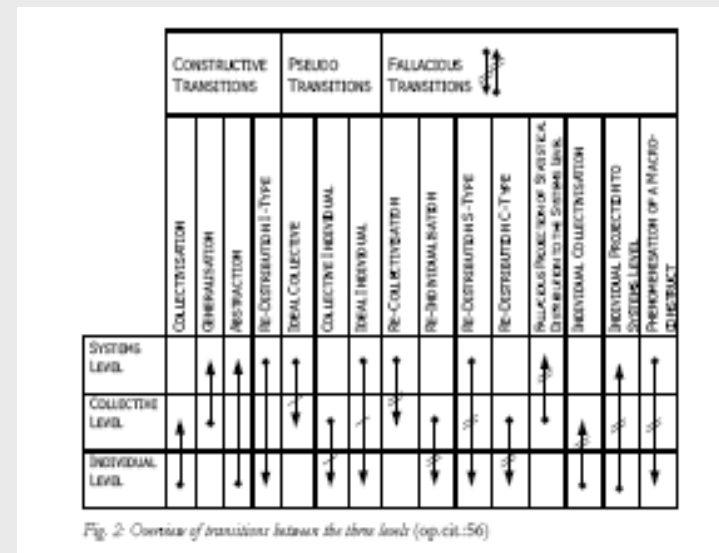 CONSTRUCTIVE
TRANSITIONS
PSEUDO
TRANSITIONS
FALLACIOUS
TRANSITIONS
COLLECTIVISATION
GENERALISATION
ABSTRACTION
RE-DISTRIBUTION I-TYPE
IDEAL COLLECTIVE
COLLECTIVE INDIVIDUAL
IDEAL INDIVIDUAL
RE-COLLECTIVISATION
RE-INDIVIDUALISATION
RE-DISTRIBUTION S-TYPE
RE-DISTRIBUTION C-TYPE
FALLACIOUS PROJECTION OF STATISTICAL
DISTRIBUTION TO THE SYSTEMS LEVEL
INDIVIDUAL COLLECTIVISATION
INDIVIDUAL PROJECTION TO
SYSTEMS LEVEL
PHENOMENISATION OF A MACRO-
CONSTRUCT
SYSTEMS
LEVEL
COLLECTIVE
LEVEL
INDIVIDUAL
LEVEL
Fig. 2: Overview of transitions between the three levels (op.cit.:56)